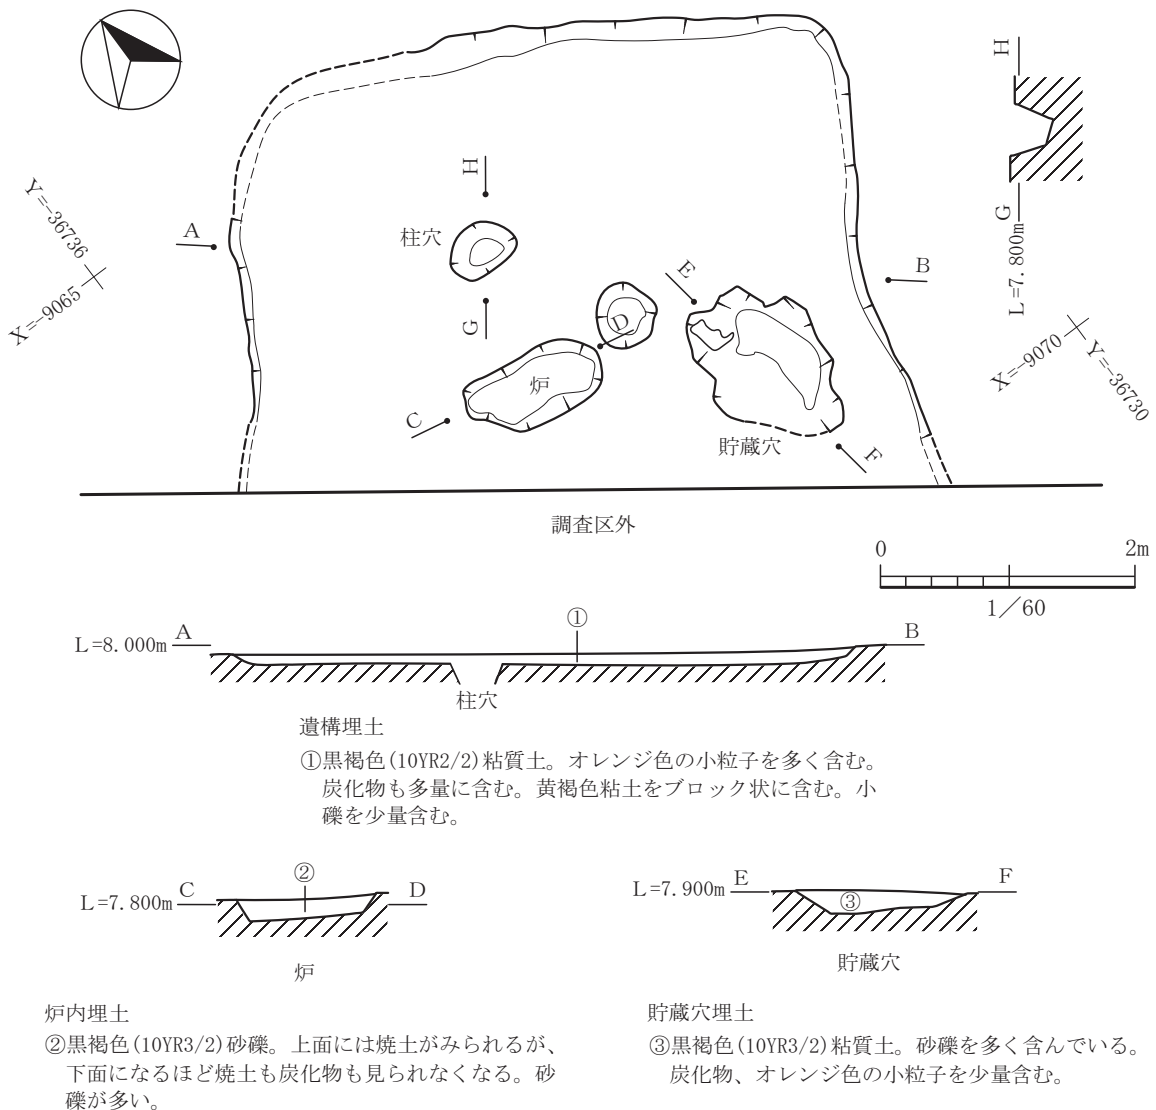 H
H
Y=-36736
A
柱穴
G
L=7.800m
E
B
X=-9065
G
D
X=-9070
Y=-36730
炉
C
貯蔵穴
F
調査区外
0
2m
1/60
①
L=8.000m
A
B
柱穴
遺構埋土
①黒褐色(10YR2/2)粘質土。オレンジ色の小粒子を多く含む。
炭化物も多量に含む。黄褐色粘土をブロック状に含む。小
礫を少量含む。
②
L=7.800m
C
D
L=7.900m
E
F
③
炉
貯蔵穴
炉内埋土
②黒褐色(10YR3/2)砂礫。上面には焼土がみられるが、
下面になるほど焼土も炭化物も見られなくなる。砂
礫が多い。
貯蔵穴埋土
③黒褐色(10YR3/2)粘質土。砂礫を多く含んでいる。
炭化物、オレンジ色の小粒子を少量含む。